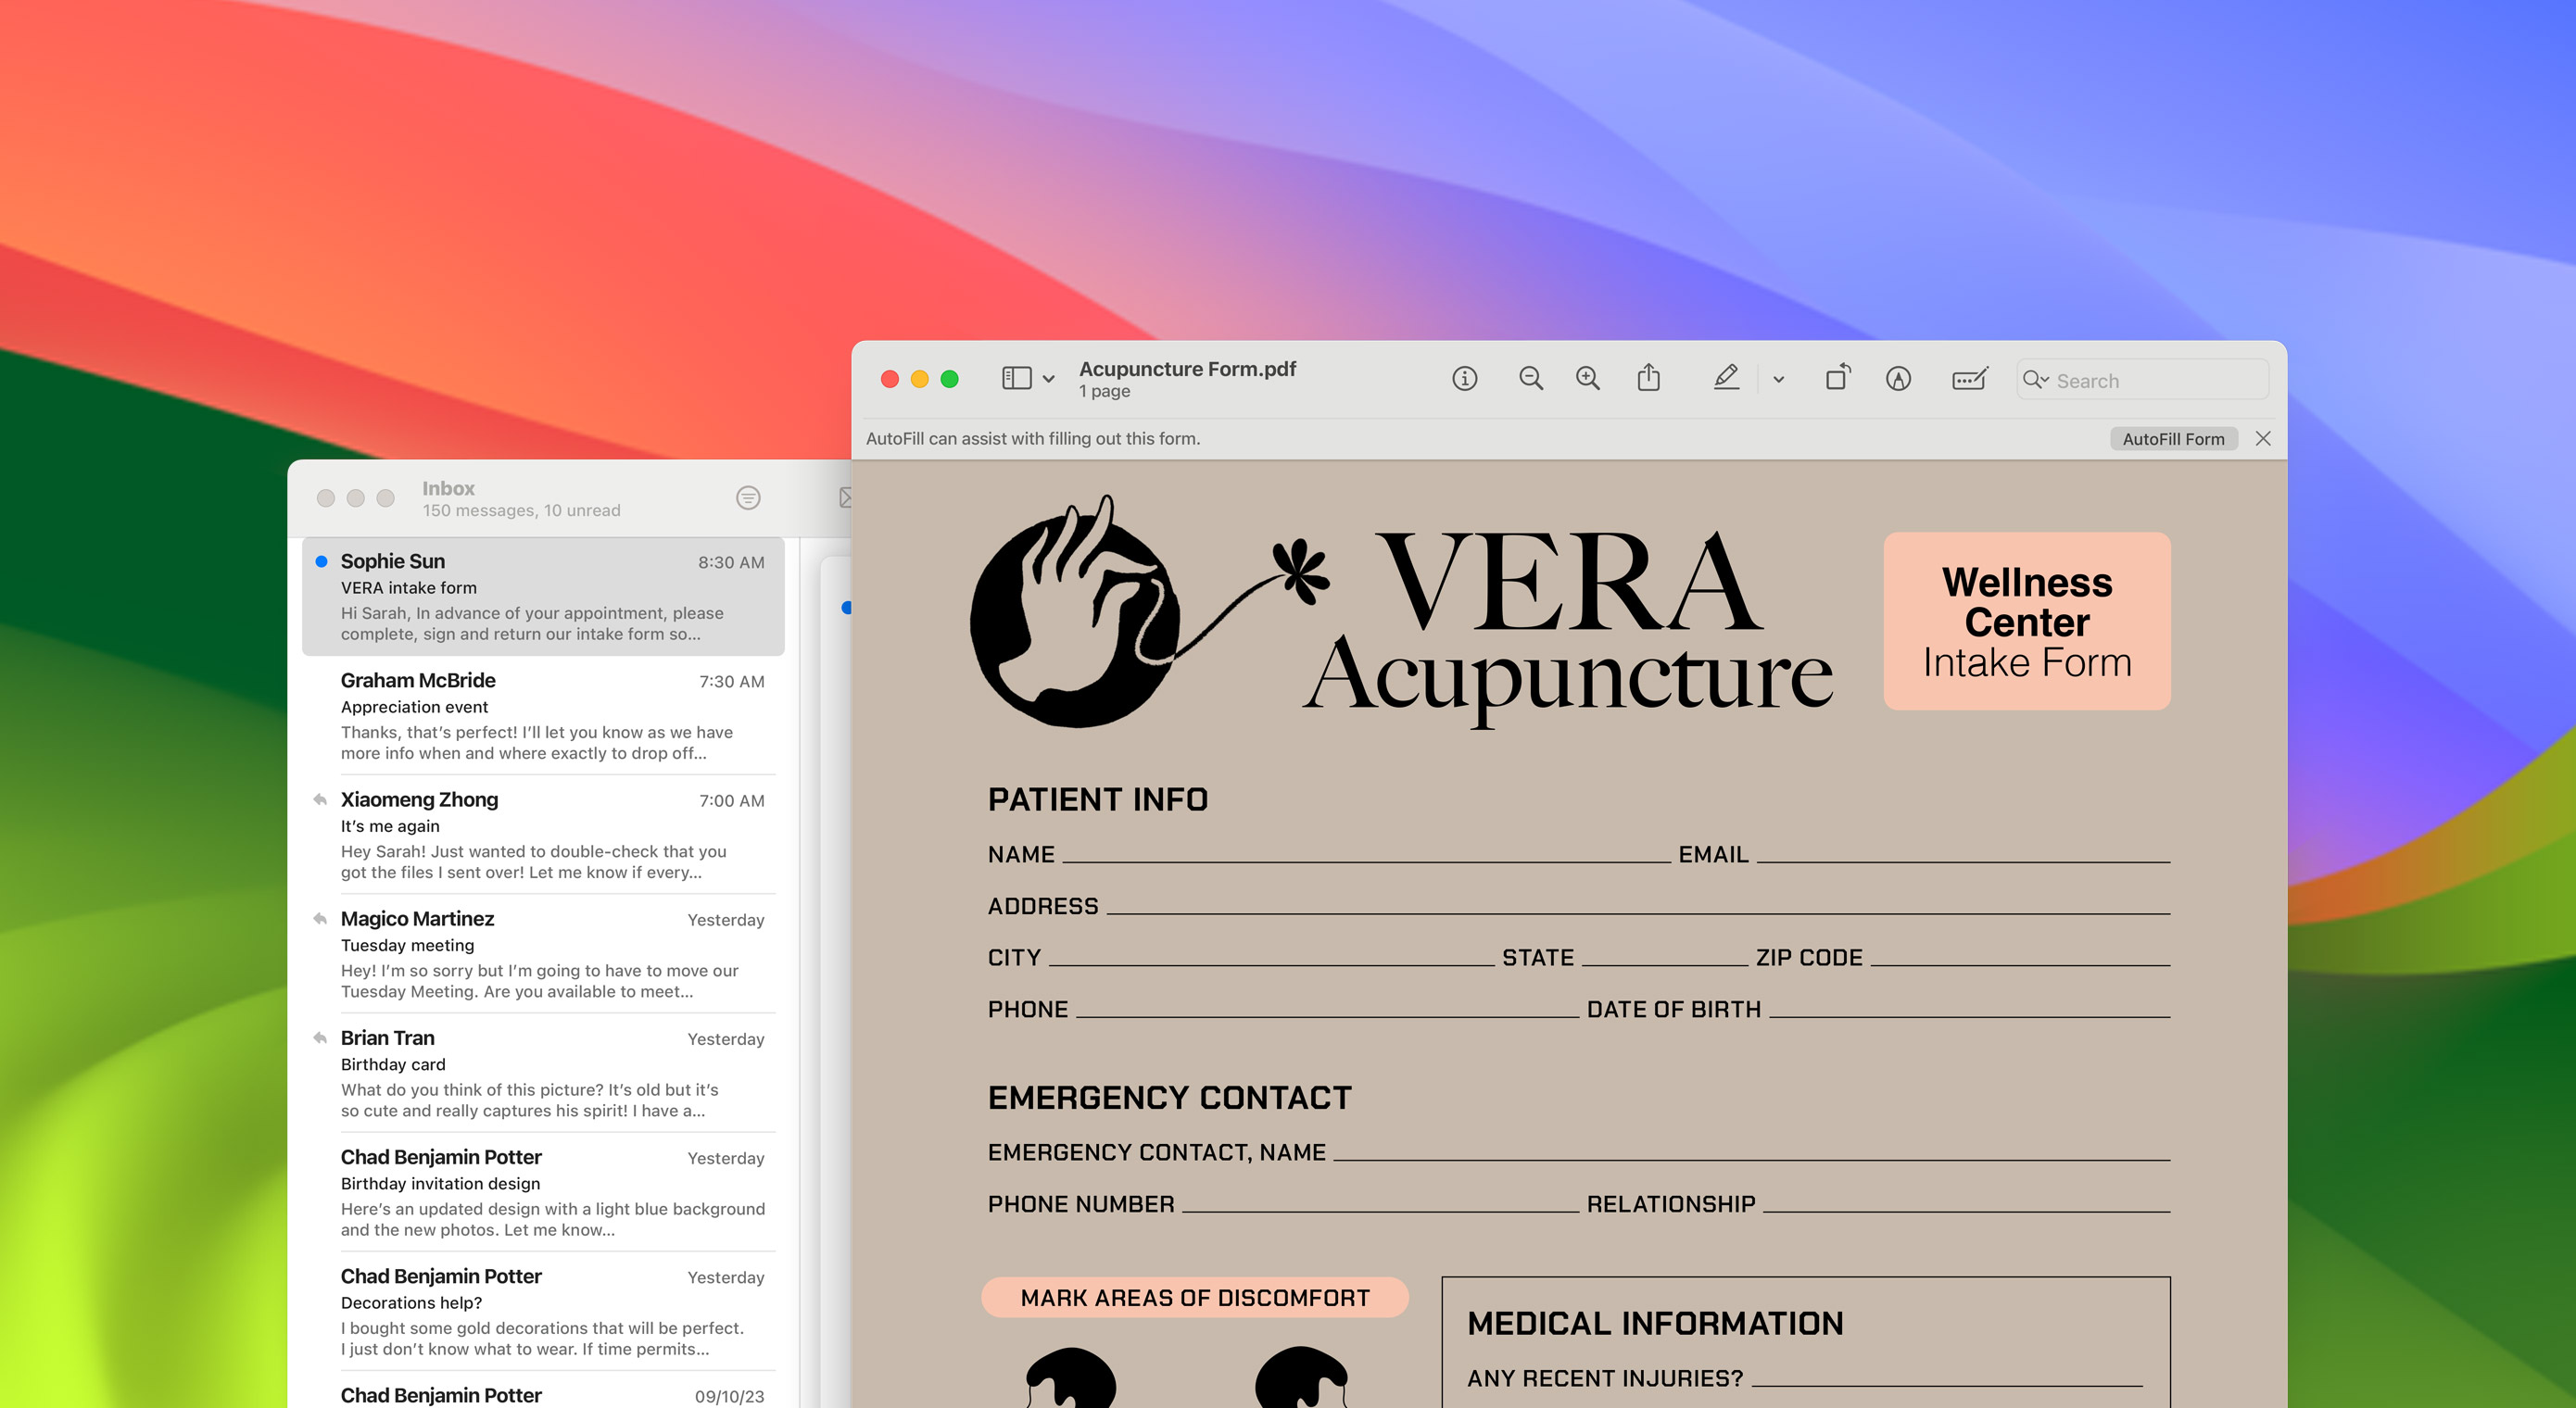 Inbox
150 messages, 10 unread
Sophie Sun 8:30 AM
VERA intake form
Hi Sarah, In advance of your appointment, please
complete, sign and return our intake form so...
Graham McBride 7:30 AM
Appreciation event
Thanks, that’s perfect! I’ll let you know as we have
more info when and where exactly to drop off...
Xiaomeng Zhong 7:00 AM
It’s me again
Hey Sarah! Just wanted to double-check that you
got the files I sent over! Let me know if every...
Magico Martinez Yesterday
Tuesday meeting
Hey! I’m so sorry but I’m going to have to move our
Tuesday Meeting. Are you available to meet...
Brian Tran Yesterday
Birthday card
What do you think of this picture? It’s old but it’s
so cute and really captures his spirit! I have a...
Chad Benjamin Potter Yesterday
Birthday invitation design
Here’s an updated design with a light blue background
and the new photos. Let me know...
Chad Benjamin Potter Yesterday
Decorations help?
I bought some gold decorations that will be perfect.
I just don’t know what to wear. If time permits...
Chad Benjamin Potter 09/10/23
Acupuncture Form.pdf
1 page
Search
AutoFill can assist with filling out this form.
AutoFill Form
VERA
Acupuncture
Wellness
Center
Intake Form
PATIENT INFO
NAME EMAIL
ADDRESS
CITY STATE ZIP CODE
PHONE DATE OF BIRTH
EMERGENCY CONTACT
EMERGENCY CONTACT, NAME
PHONE NUMBER RELATIONSHIP
MARK AREAS OF DISCOMFORT
MEDICAL INFORMATION
ANY RECENT INJURIES?